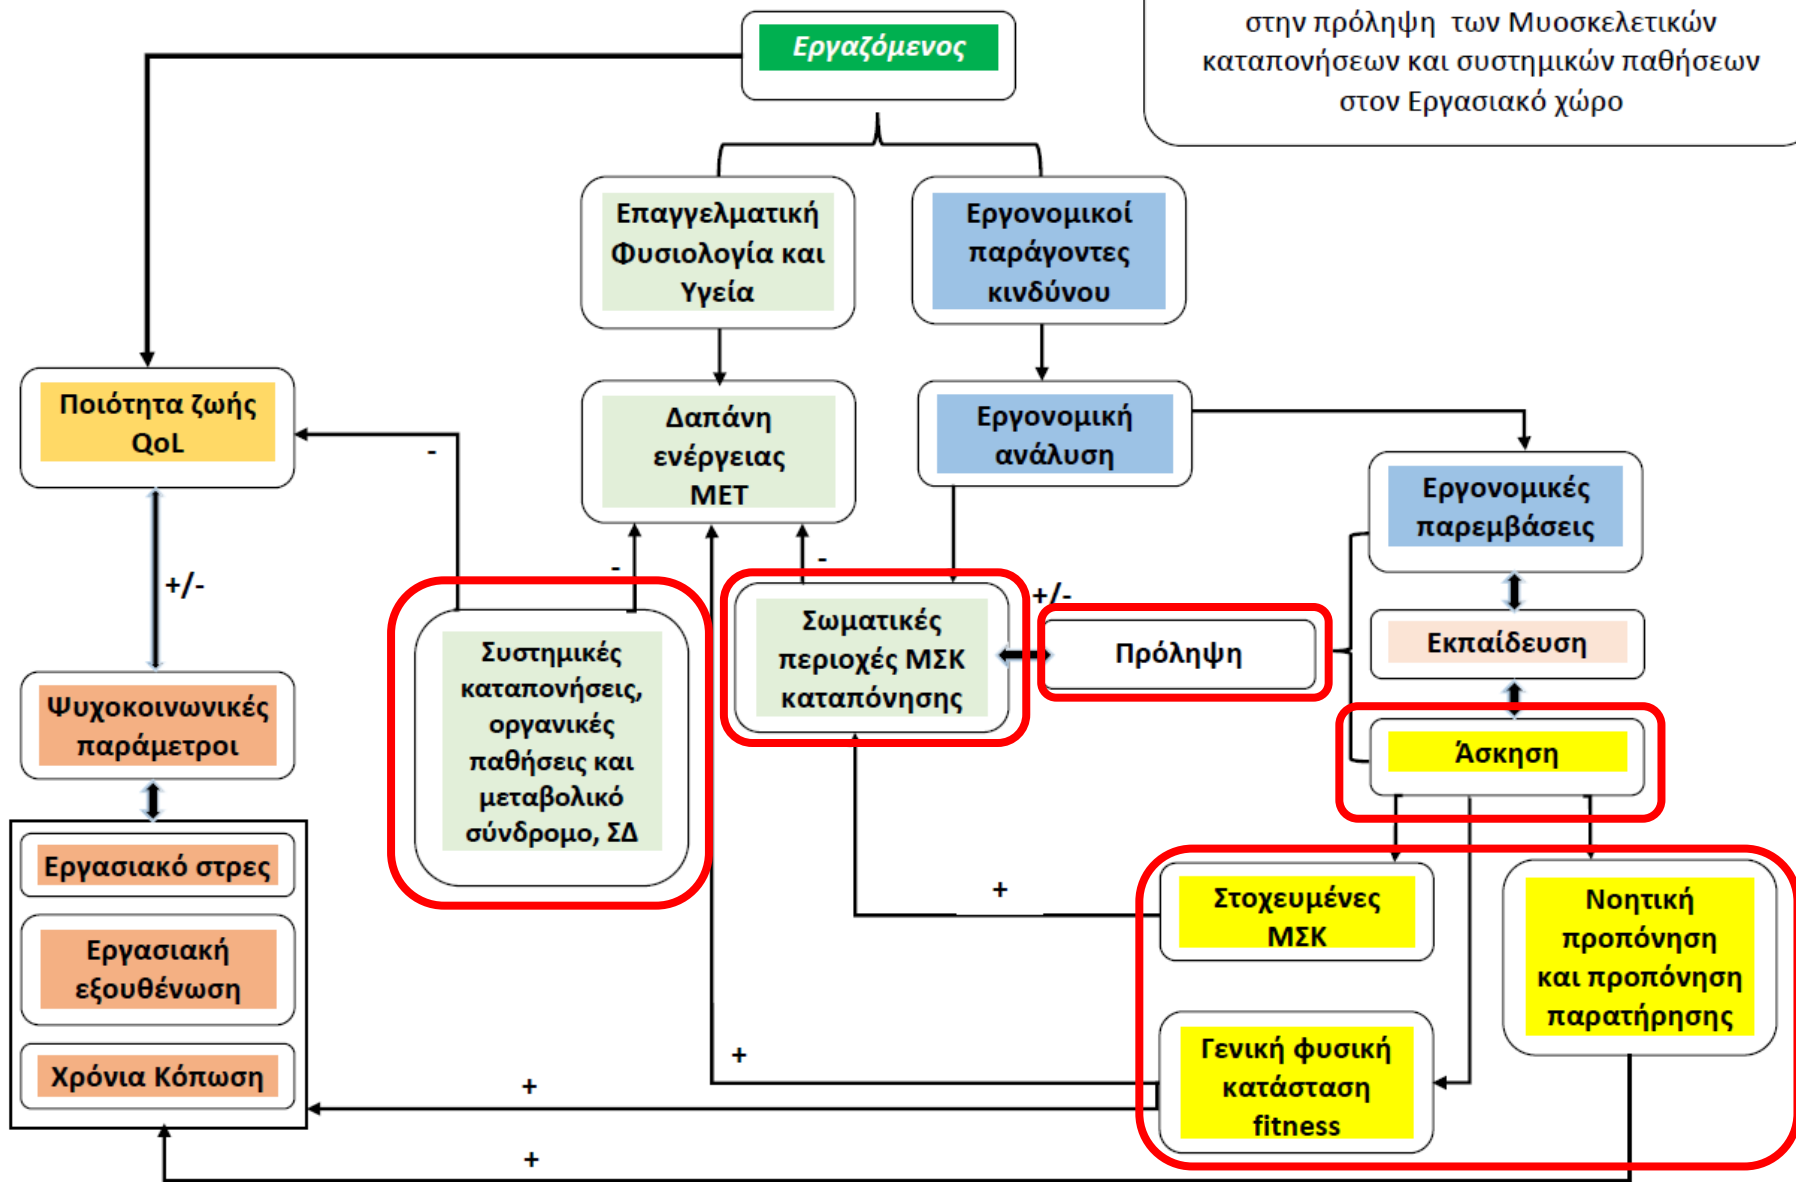 στην πρόληψη των Μυοσκελετικών
καταπονήσεων και συστημικών παθήσεων
στον Εργασιακό χώρο
Εργαζόμενος
Επαγγελματική
Φυσιολογία και
Υγεία
Εργονομικοί
παράγοντες
κινδύνου
Ποιότητα ζωής
QoL
-
Δαπάνη
ενέργειας
MET
Εργονομική
ανάλυση
Εργονομικές
παρεμβάσεις
+/-
-
-
+/-
Συστημικές
καταπονήσεις,
οργανικές
παθήσεις και
μεταβολικό
σύνδρομο, ΣΔ
Σωματικές
περιοχές ΜΣΚ
καταπόνησης
Πρόληψη
Εκπαίδευση
Άσκηση
Ψυχοκοινωνικές
παράμετροι
Εργασιακό στρες
Εργασιακή
εξουθένωση
Χρόνια Κόπωση
+
Στοχευμένες
ΜΣΚ
Νοητική
προπόνηση
και προπόνηση
παρατήρησης
+
Γενική φυσική
κατάσταση
fitness
+
+